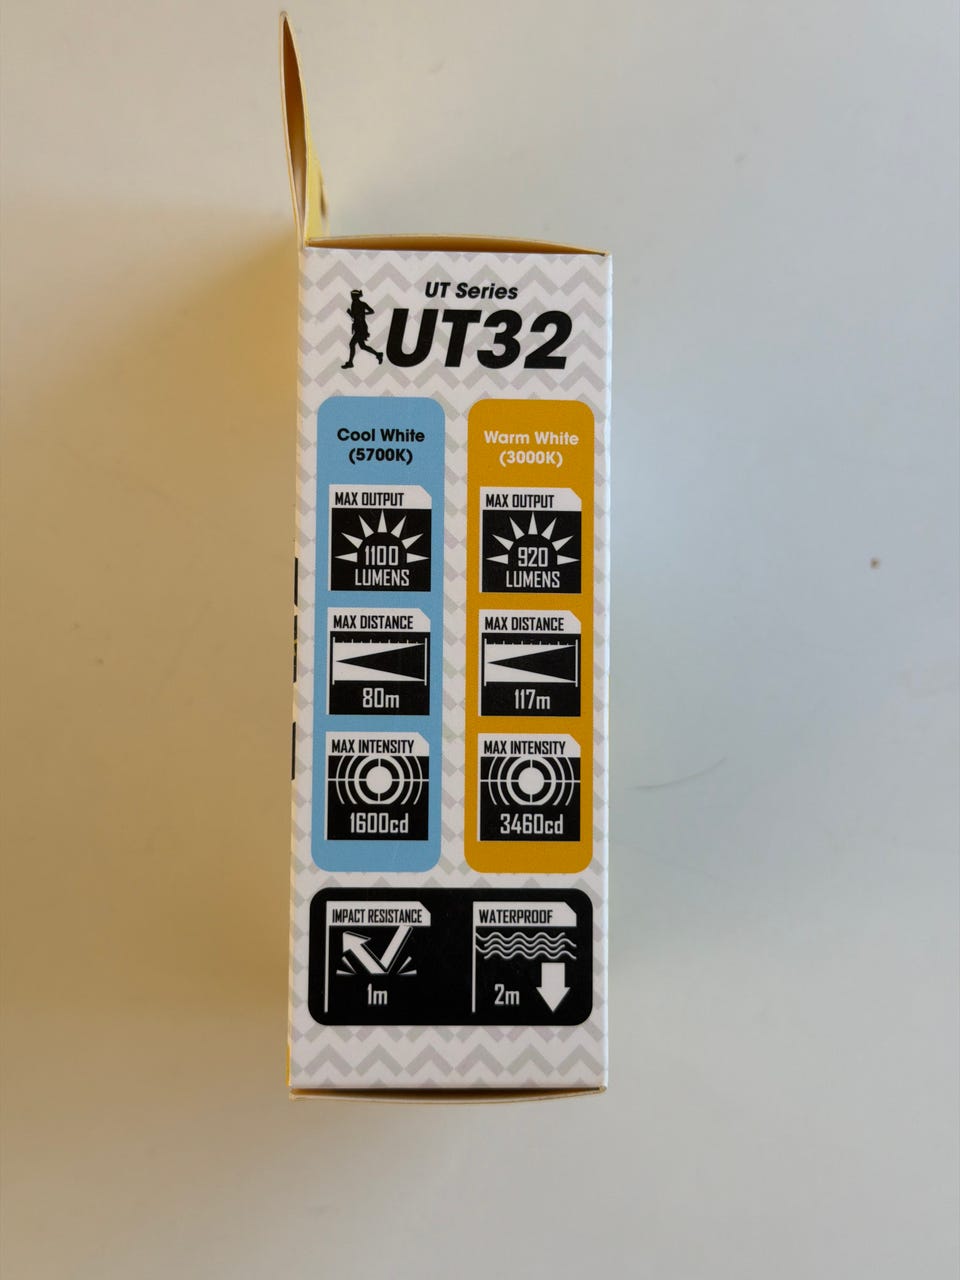 UT Series
UT32
Cool White
(5700K)
MAX OUTPUT
1100
LUMENS
MAX DISTANCE
80m
MAX INTENSITY
1600cd
Warm White
(3000K)
MAX OUTPUT
920
LUMENS
MAX DISTANCE
117m
MAX INTENSITY
3460cd
IMPACT RESISTANCE
1m
WATERPROOF
2m